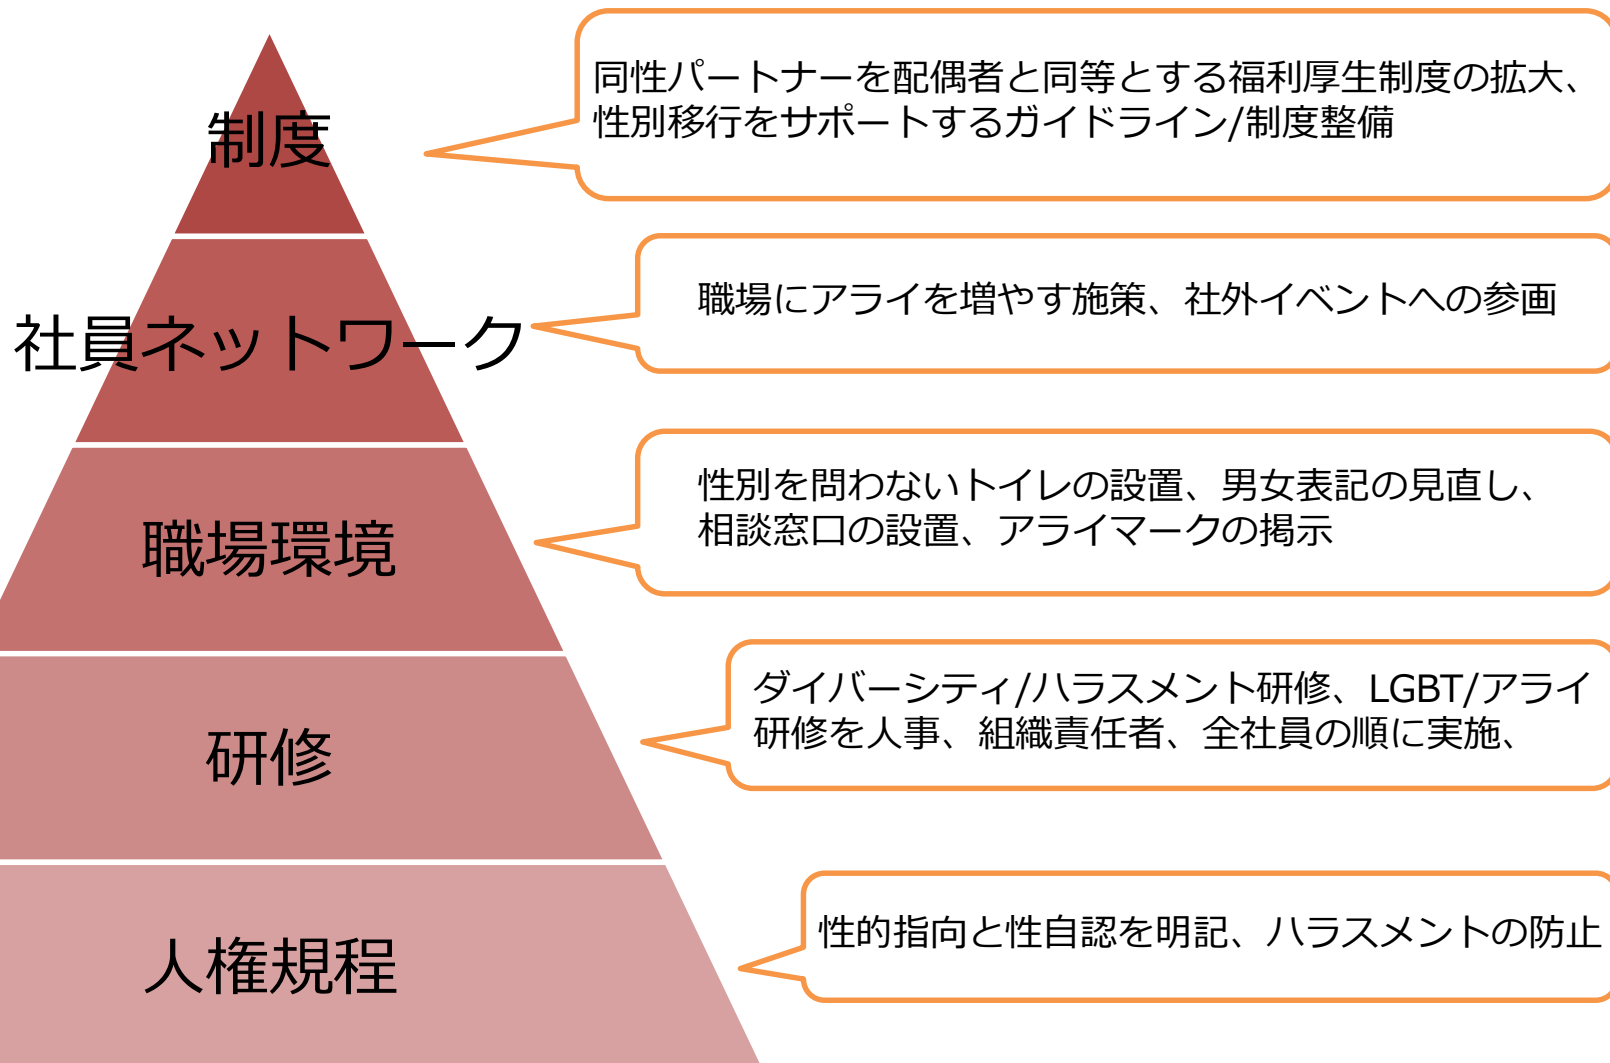 制度
同性パートナーを配偶者と同等とする福利厚生制度の拡大、
性別移行をサポートするガイドライン/制度整備
社員ネットワーク
職場にアライを増やす施策、社外イベントへの参画
職場環境
性別を問わないトイレの設置、男女表記の見直し、
相談窓口の設置、アライマークの掲示
研修
ダイバーシティ/ハラスメント研修、LGBT/アライ
研修を人事、組織責任者、全社員の順に実施、
人権規程
性的指向と性自認を明記、ハラスメントの防止